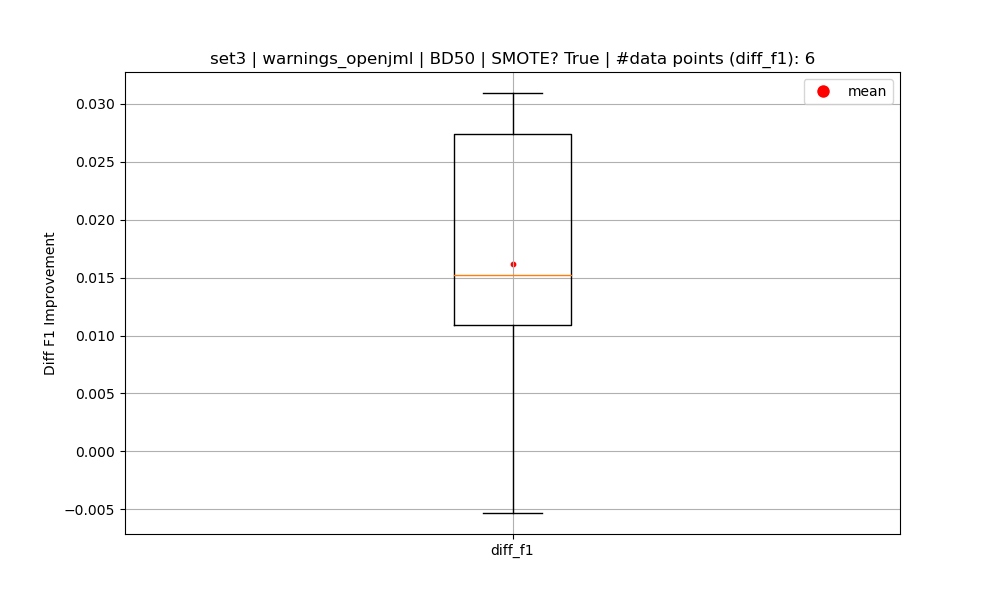 set3 | warnings_openjml | BD50 | SMOTE? True | #data points (diff_f1): 6
mean
0.030
0.025
0.020
0.015
0.010
0.005
0.000
−0.005
Diff F1 Improvement
diff_f1